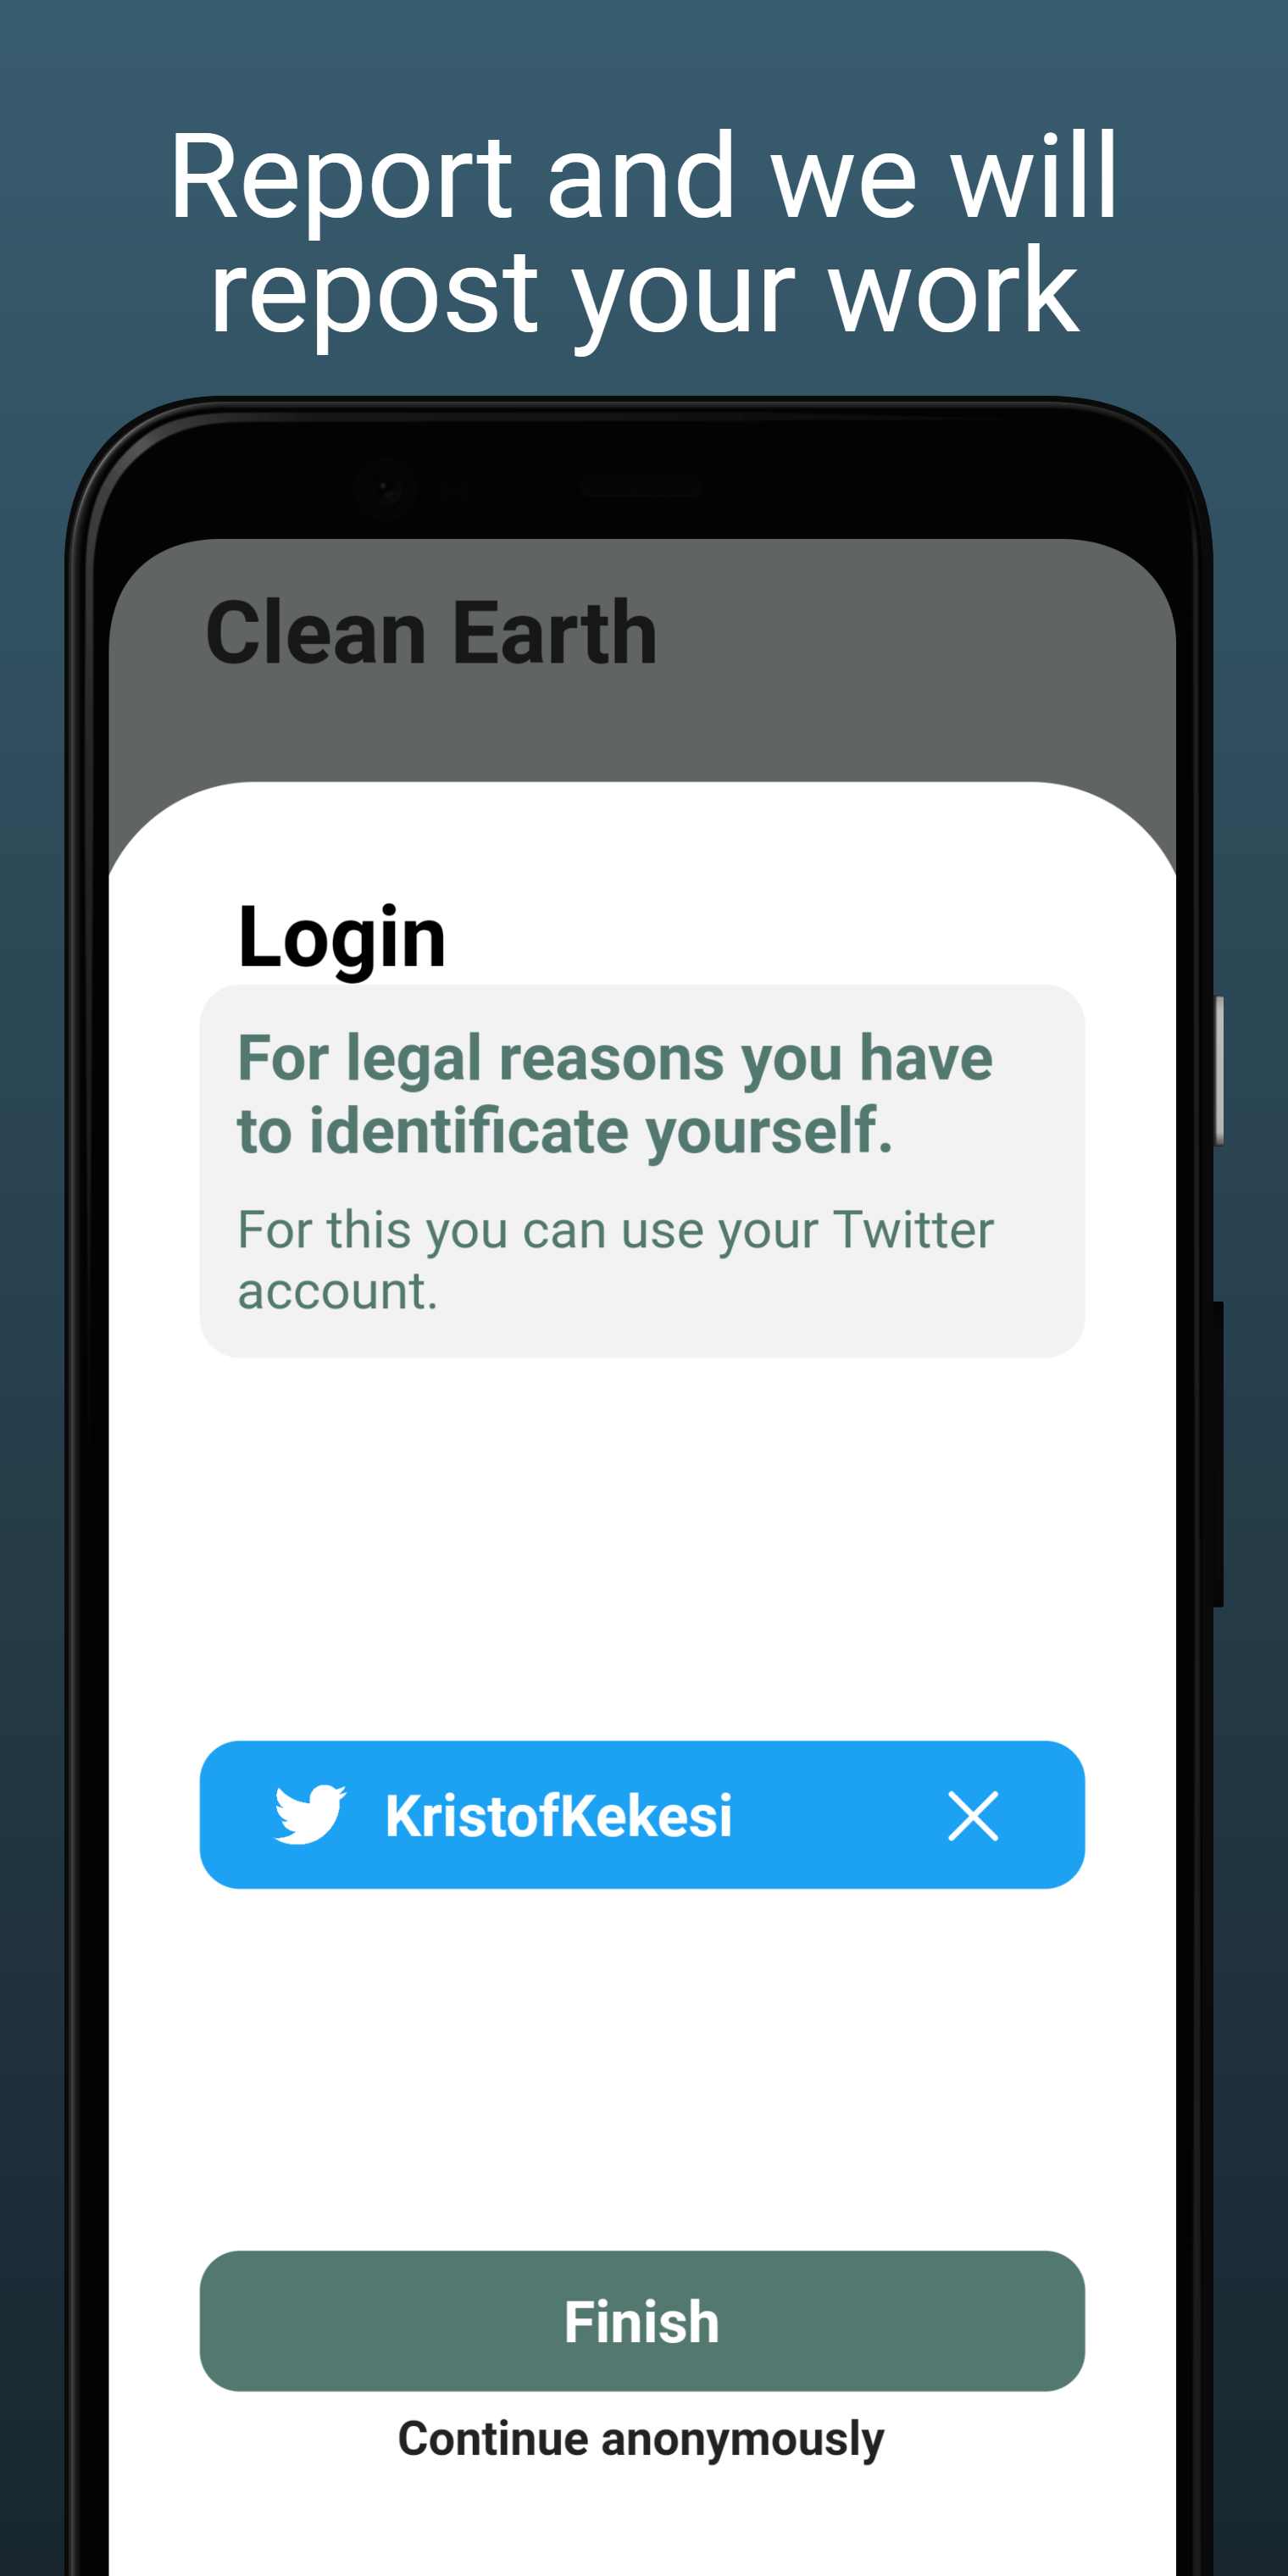 Report and we will
repost your work
Clean Earth
Login
For legal reasons you have
to identificate yourself.
For this you can use your Twitter
account.
KristofKekesi
Finish
Continue anonymously